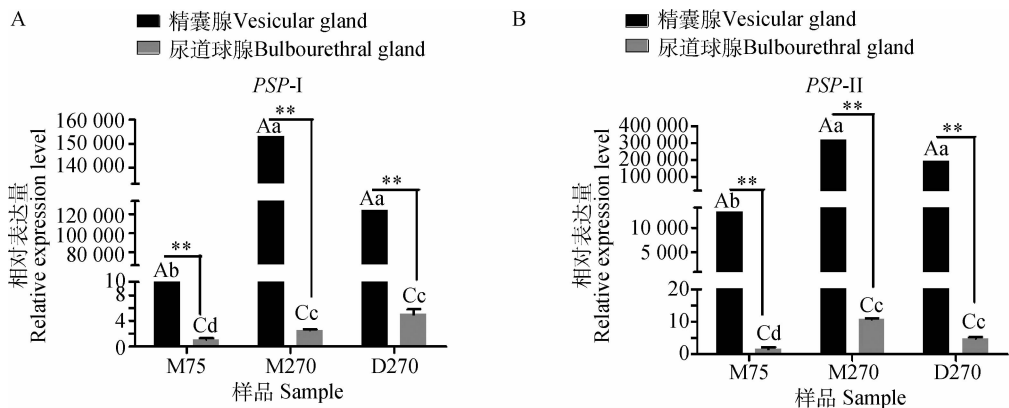 A
精囊腺Vesicular gland
尿道球腺Bulbourethral gland
PSP-I
相对表达量
Relative expression level
160 000
150 000
140 000
120 000
100 000
80 000
10
8
6
4
2
0
**
Ab
Cd
**
Aa
Cc
**
Aa
Cc
M75
M270
D270
样品 Sample
B
精囊腺Vesicular gland
尿道球腺Bulbourethral gland
PSP-II
相对表达量
Relative expression level
400 000
300 000
200 000
100 000
10 000
5 000
20
10
0
**
Ab
Cd
**
Aa
Cc
**
Aa
Cc
M75
M270
D270
样品 Sample